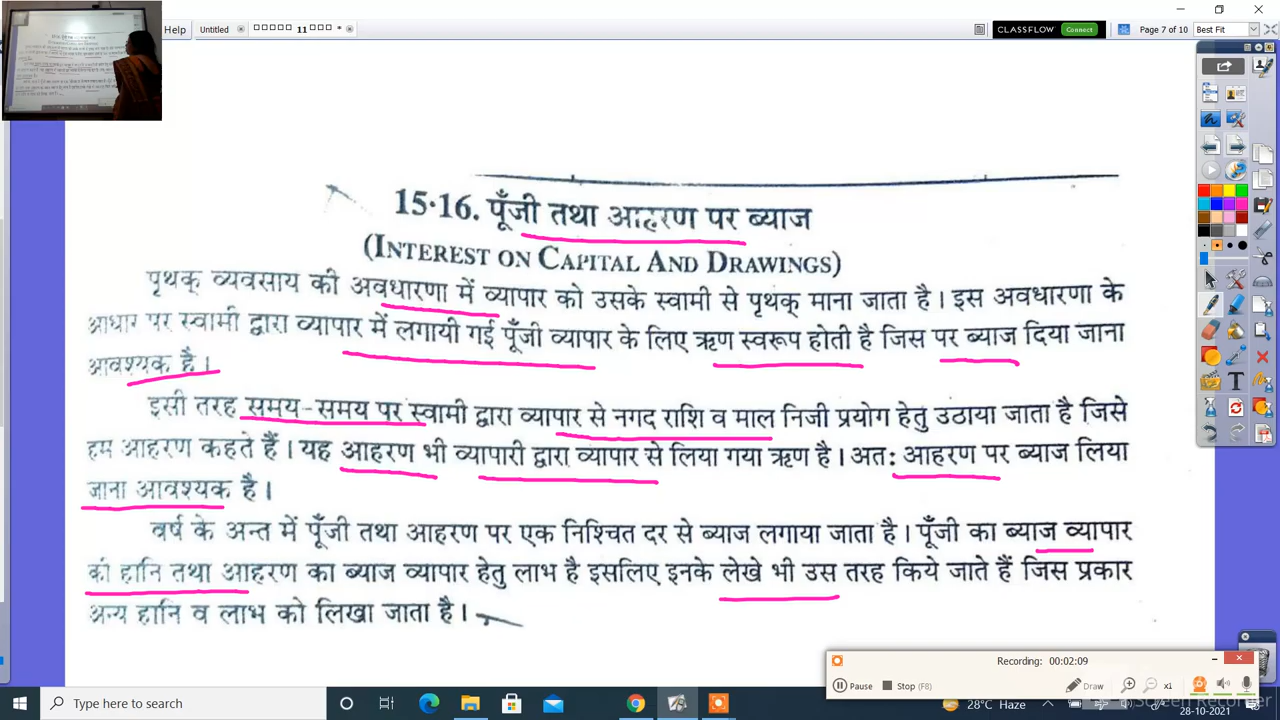 Help
Untitled
11
*
CLASSFLOW
Connect
Page 7 of 10
Best Fit
15·16. पूँजी तथा आहरण पर ब्याज
(INTEREST ON CAPITAL AND DRAWINGS)
पृथक् व्यवसाय की अवधारणा में व्यापार को उसके स्वामी से पृथक् माना जाता है। इस अवधारणा के
आधार पर स्वामी द्वारा व्यापार में लगायी गई पूँजी व्यापार के लिए ऋण स्वरूप होती है जिस पर ब्याज दिया जाना
आवश्यक है।
इसी तरह समय-समय पर स्वामी द्वारा व्यापार से नगद राशि व माल निजी प्रयोग हेतु उठाया जाता है जिसे
हम आहरण कहते हैं। यह आहरण भी व्यापारी द्वारा व्यापार से लिया गया ऋण है। अतः आहरण पर ब्याज लिया
जाना आवश्यक है।
वर्ष के अन्त में पूँजी तथा आहरण पर एक निश्चित दर से ब्याज लगाया जाता है। पूँजी का ब्याज व्यापार
की हानि तथा आहरण का ब्याज व्यापार हेतु लाभ है इसलिए इनके लेखे भी उस तरह किये जाते हैं जिस प्रकार
अन्य हानि व लाभ को लिखा जाता है।
Recording: 00:02:09
Pause
Stop (F8)
Draw
x1
Type here to search
28°C Haze
28-10-2021